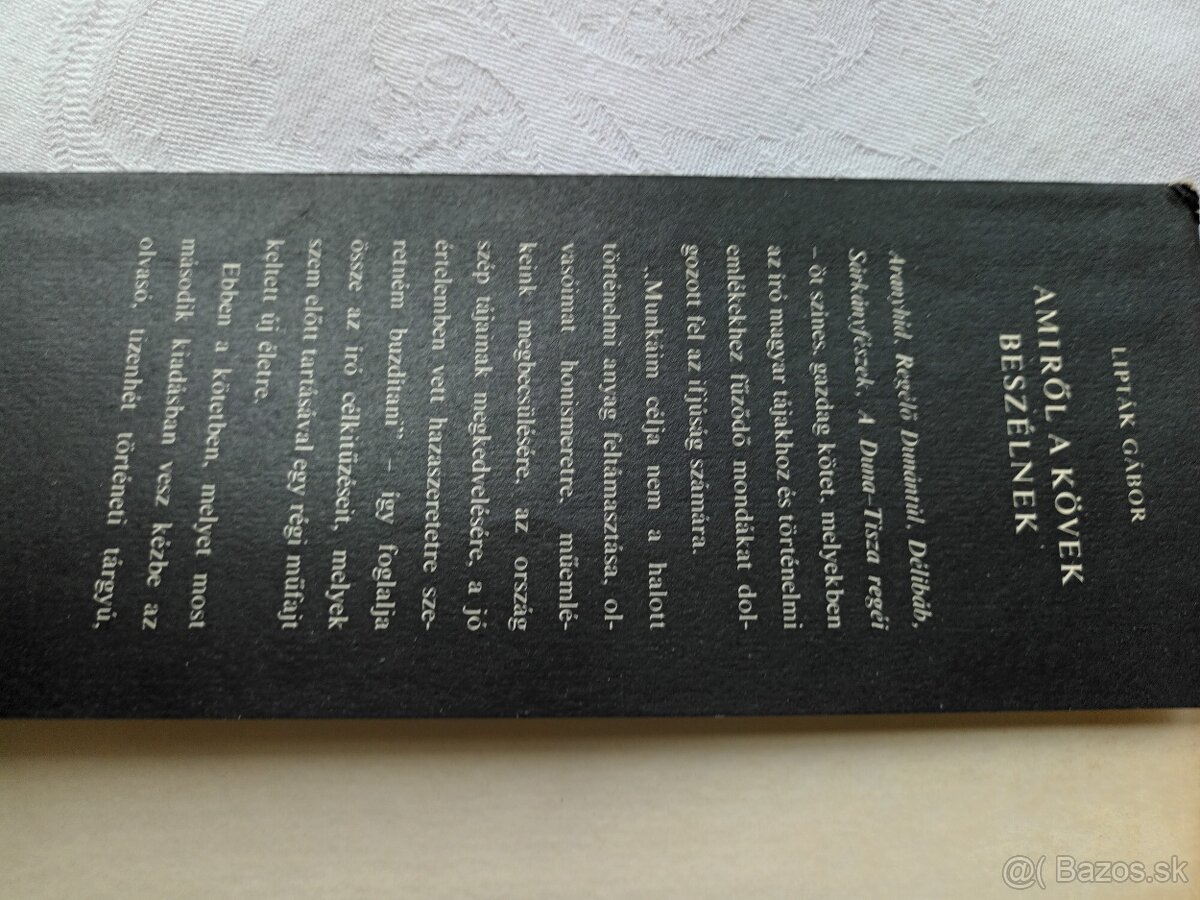 LIPTÁK GÁBOR
AMIRŐL A KÖVEK
BESZÉLNEK
Aranyhíd, Regélő Dunántúl, Délibáb,
Sárkányfészek, A Duna–Tisza regéi
– öt színes, gazdag kötet, melyekben
az író magyar tájakhoz és történelmi
emlékekhez fűződő mondákat dol-
gozott fel az ifjúság számára.
„Munkáim célja nem a halott
történelmi anyag feltámasztása, ol-
vasóimat honismeretre, műemlé-
keink megbecsülésére, az ország
szép tájainak megkedvelésére, a jó
értelemben vett hazaszeretetre sze-
retném buzdítani” – így foglalja
össze az író célkitűzéseit, melyek
szem előtt tartásával egy régi műfajt
keltett új életre.
Ebben a kötetben, melyet most
második kiadásban vesz kézbe az
olvasó, tizenhét történeti tárgyú,
@( Bazos.sk